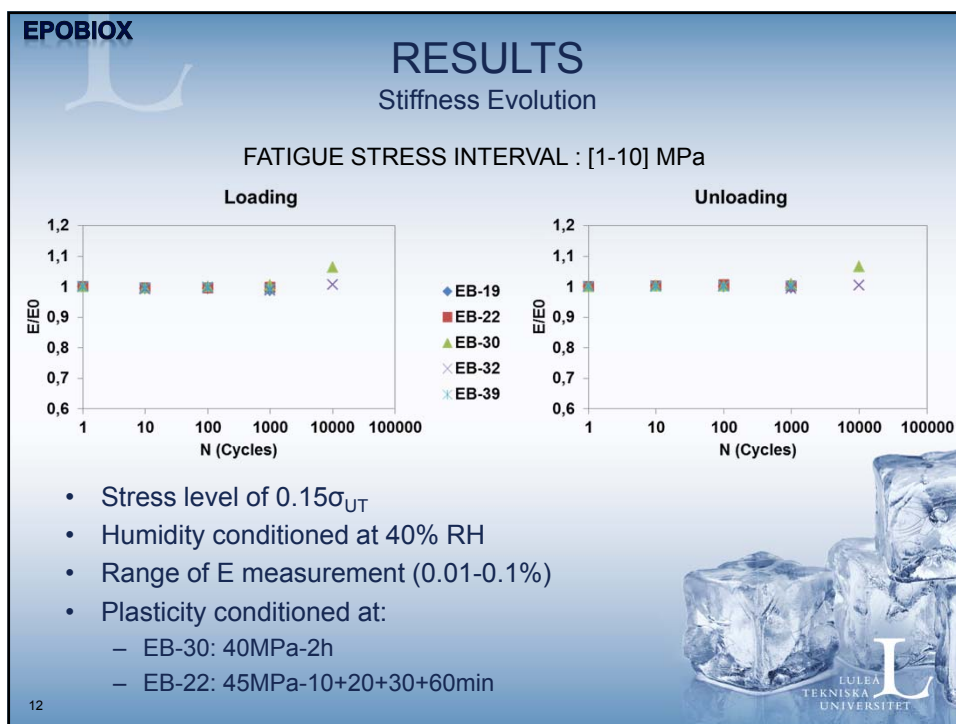 EPOBIOX
RESULTS
Stiffness Evolution
FATIGUE STRESS INTERVAL : [1-10] MPa
Loading
1,2
1,1
1
0,9
0,8
0,7
0,6
E/E0
1 10 100 1000 10000 100000
N (Cycles)
EB-19
EB-22
EB-30
EB-32
EB-39
Unloading
1,2
1,1
1
0,9
0,8
0,7
0,6
E/E0
1 10 100 1000 10000 100000
N (Cycles)
• Stress level of 0.15σUT
• Humidity conditioned at 40% RH
• Range of E measurement (0.01-0.1%)
• Plasticity conditioned at:
– EB-30: 40MPa-2h
– EB-22: 45MPa-10+20+30+60min
12
L
LULEÅ
TEKNISKA
UNIVERSITET
L